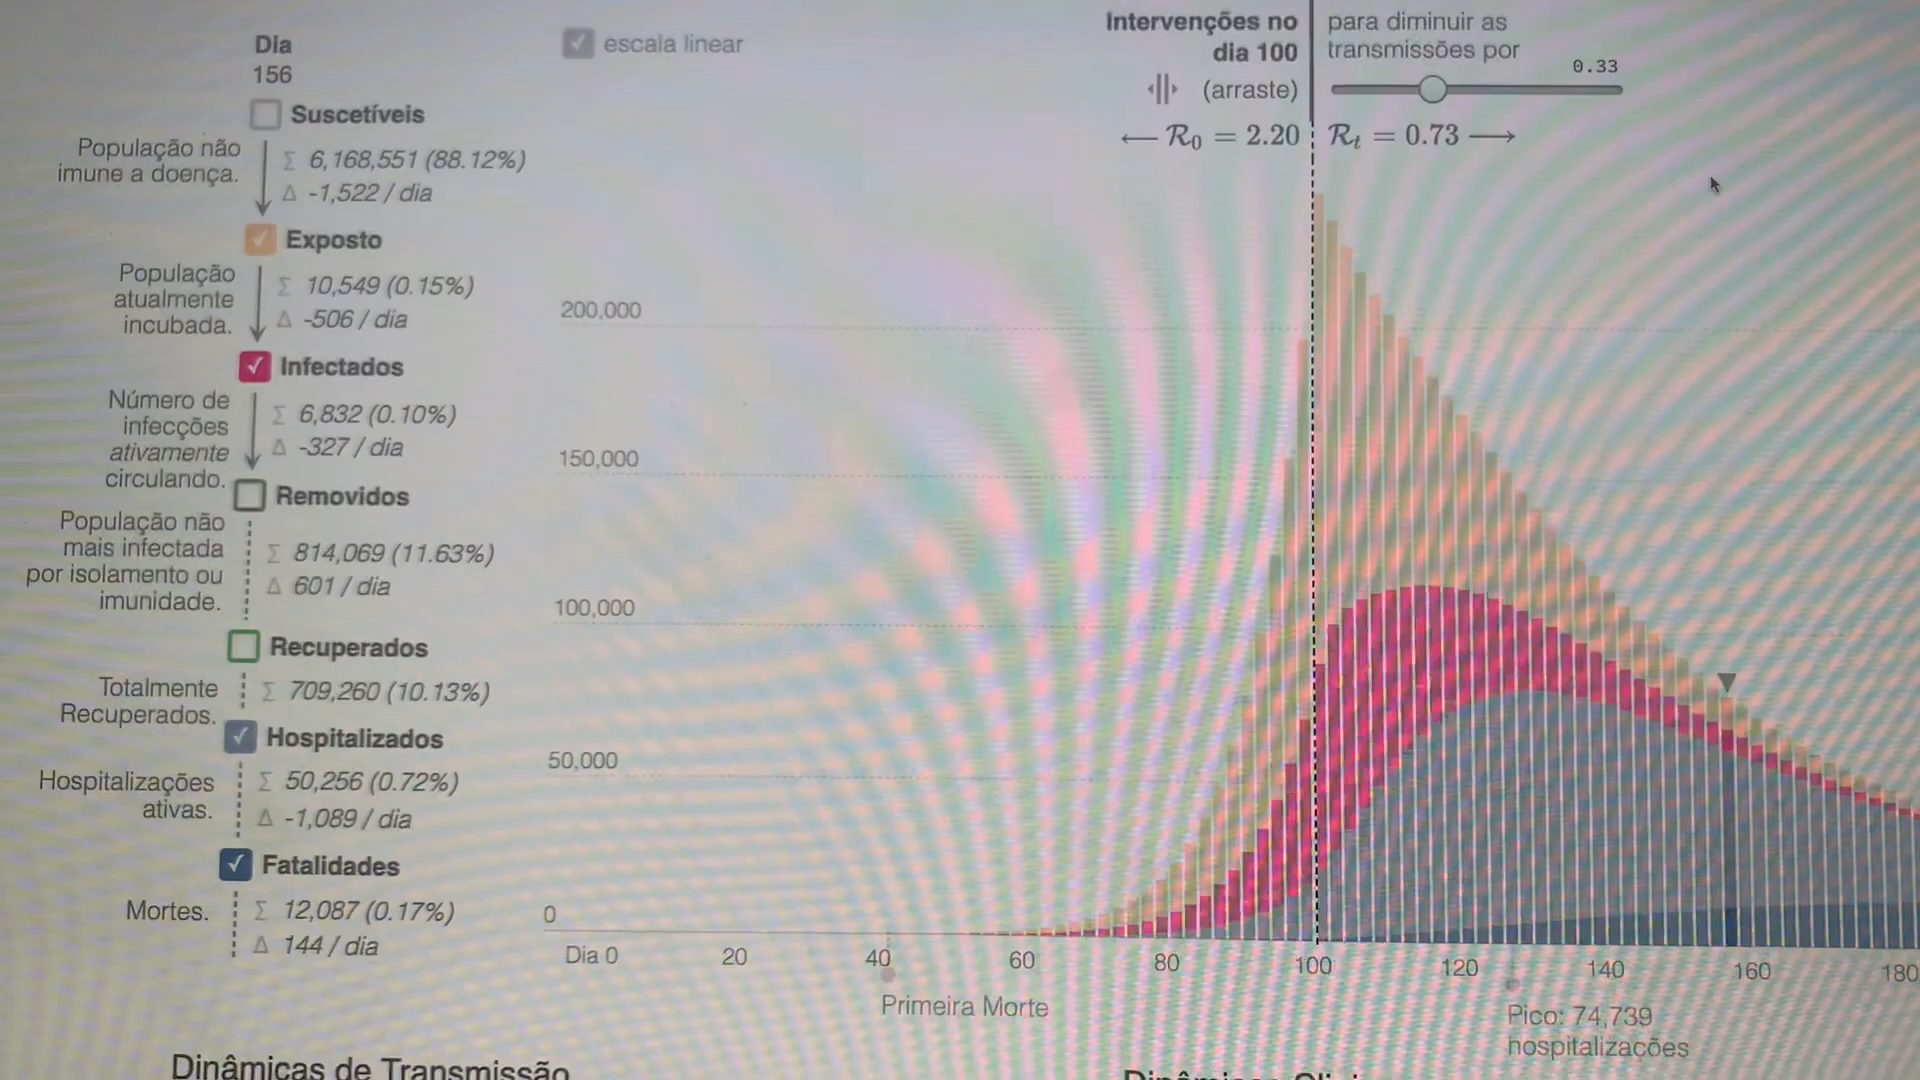 Dia
156
escala linear
Intervenções no
dia 100
(arraste)
para diminuir as
transmissões por
0.33
← R₀ = 2.20
Rₜ = 0.73 →
Suscetíveis
População não
imune a doença.
Σ 6,168,551 (88.12%)
Δ -1,522 / dia
Exposto
População
atualmente
incubada.
Σ 10,549 (0.15%)
Δ -506 / dia
Infectados
Número de
infecções
ativamente
circulando.
Σ 6,832 (0.10%)
Δ -327 / dia
Removidos
População não
mais infectada
por isolamento ou
imunidade.
Σ 814,069 (11.63%)
Δ 601 / dia
Recuperados
Totalmente
Recuperados.
Σ 709,260 (10.13%)
Hospitalizados
Hospitalizações
ativas.
Σ 50,256 (0.72%)
Δ -1,089 / dia
Fatalidades
Mortes.
Σ 12,087 (0.17%)
Δ 144 / dia
200,000
150,000
100,000
50,000
0
Dia 0 20 40 60 80 100 120 140 160 180
Primeira Morte
Pico: 74,739
hospitalizações
Dinâmicas de Transmissão